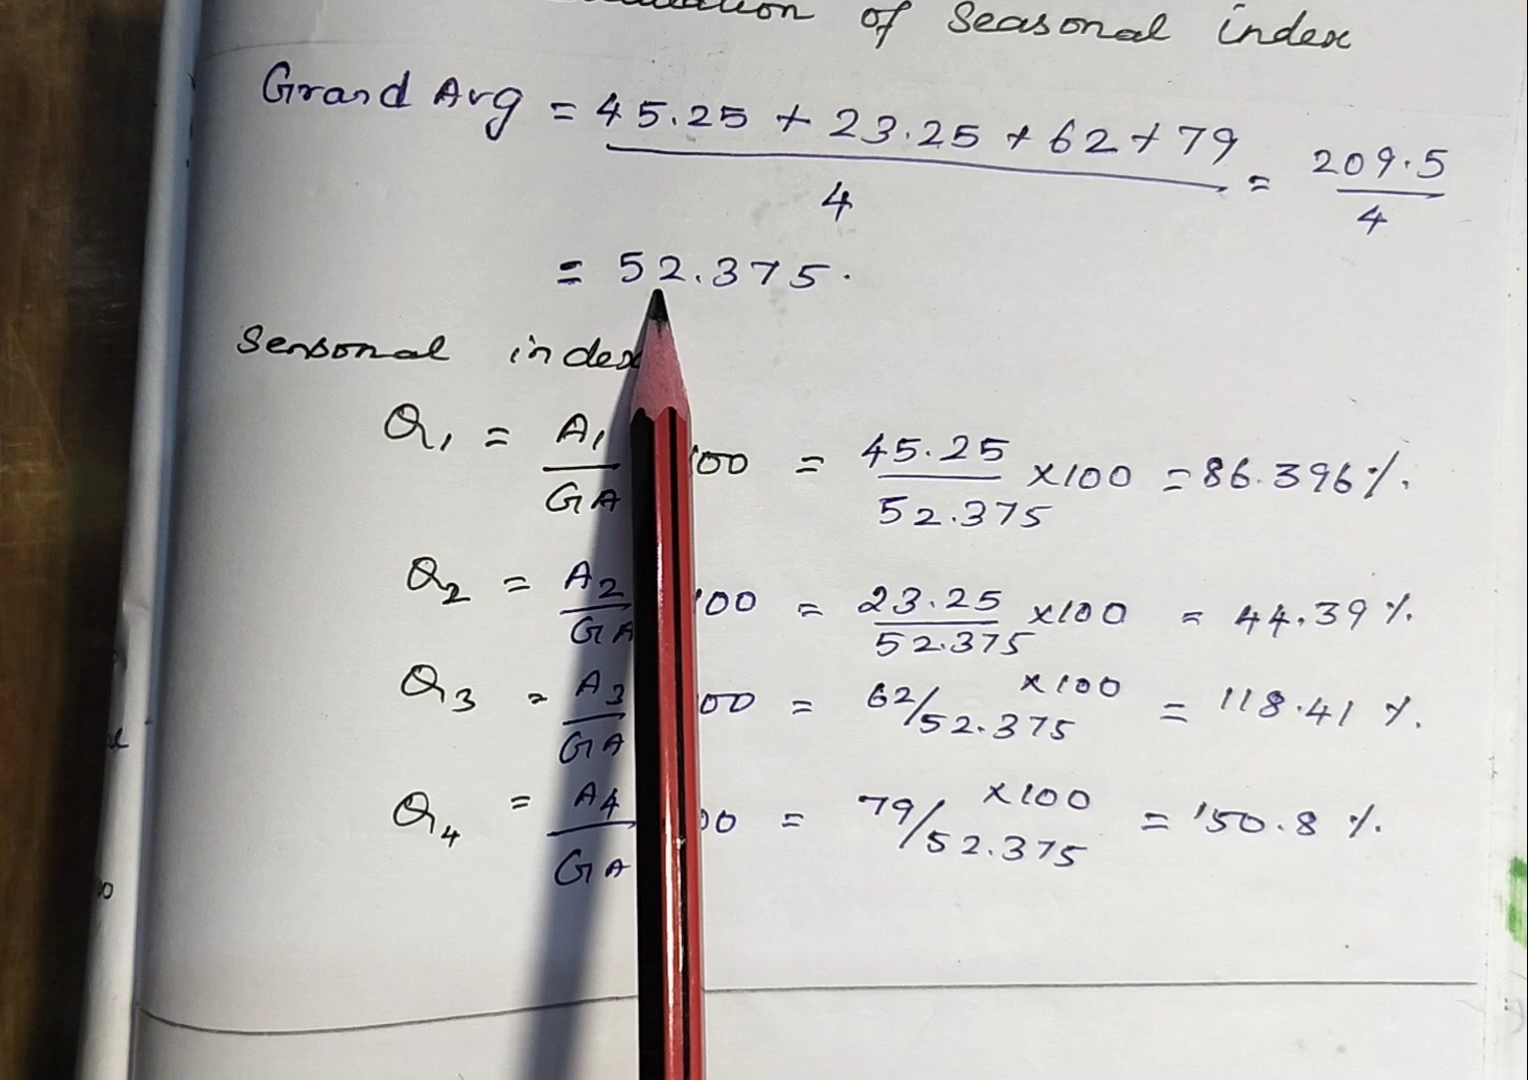 of Seasonal index
Grand Avg = 45.25 + 23.25 + 62 + 79 / 4 = 209.5 / 4
= 52.375.
Seasonal index
Q1 = A1 / GA 100 = 45.25 / 52.375 x100 = 86.396%.
Q2 = A2 / GA 100 = 23.25 / 52.375 x100 = 44.39 %.
Q3 = A3 / GA 100 = 62/52.375 x100 = 118.41 %.
Q4 = A4 / GA 00 = 79/52.375 x100 = 150.8 %.